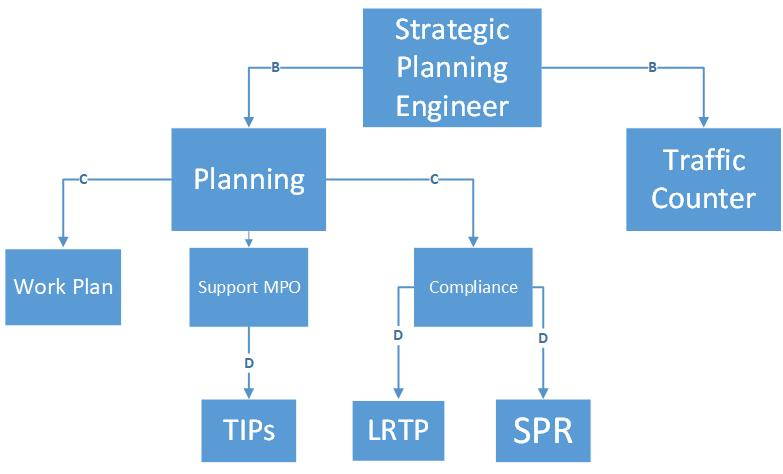 Strategic
Planning
Engineer
B
B
Planning
Traffic
Counter
C
C
Work Plan
Support MPO
Compliance
D
D
D
TIPs
LRTP
SPR